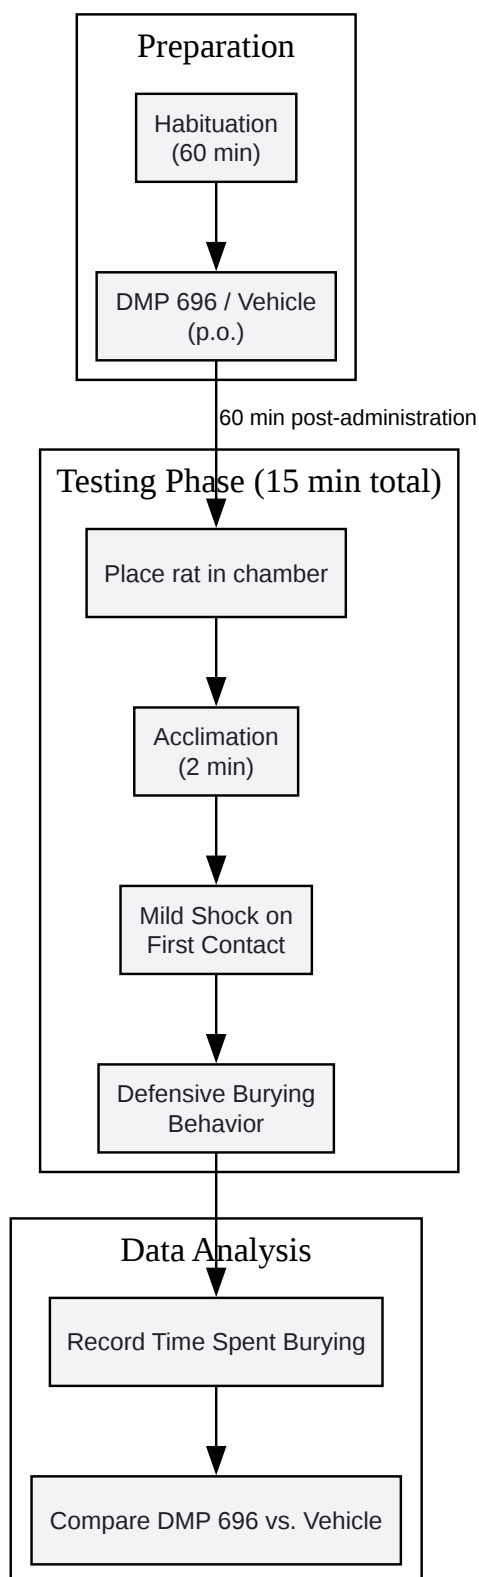 Preparation
Habituation
(60 min)
DMP 696 / Vehicle
(p.o.)
60 min post-administration
Testing Phase (15 min total)
Place rat in chamber
Acclimation
(2 min)
Mild Shock on
First Contact
Defensive Burying
Behavior
Data Analysis
Record Time Spent Burying
Compare DMP 696 vs. Vehicle